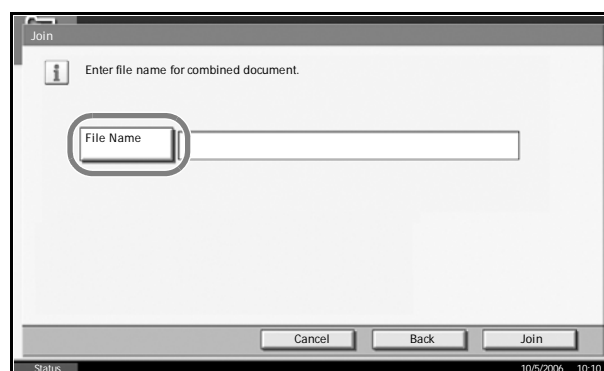 Join
i
Enter file name for combined document.
File Name
Cancel
Back
Join
Status
10/5/2006 10:10